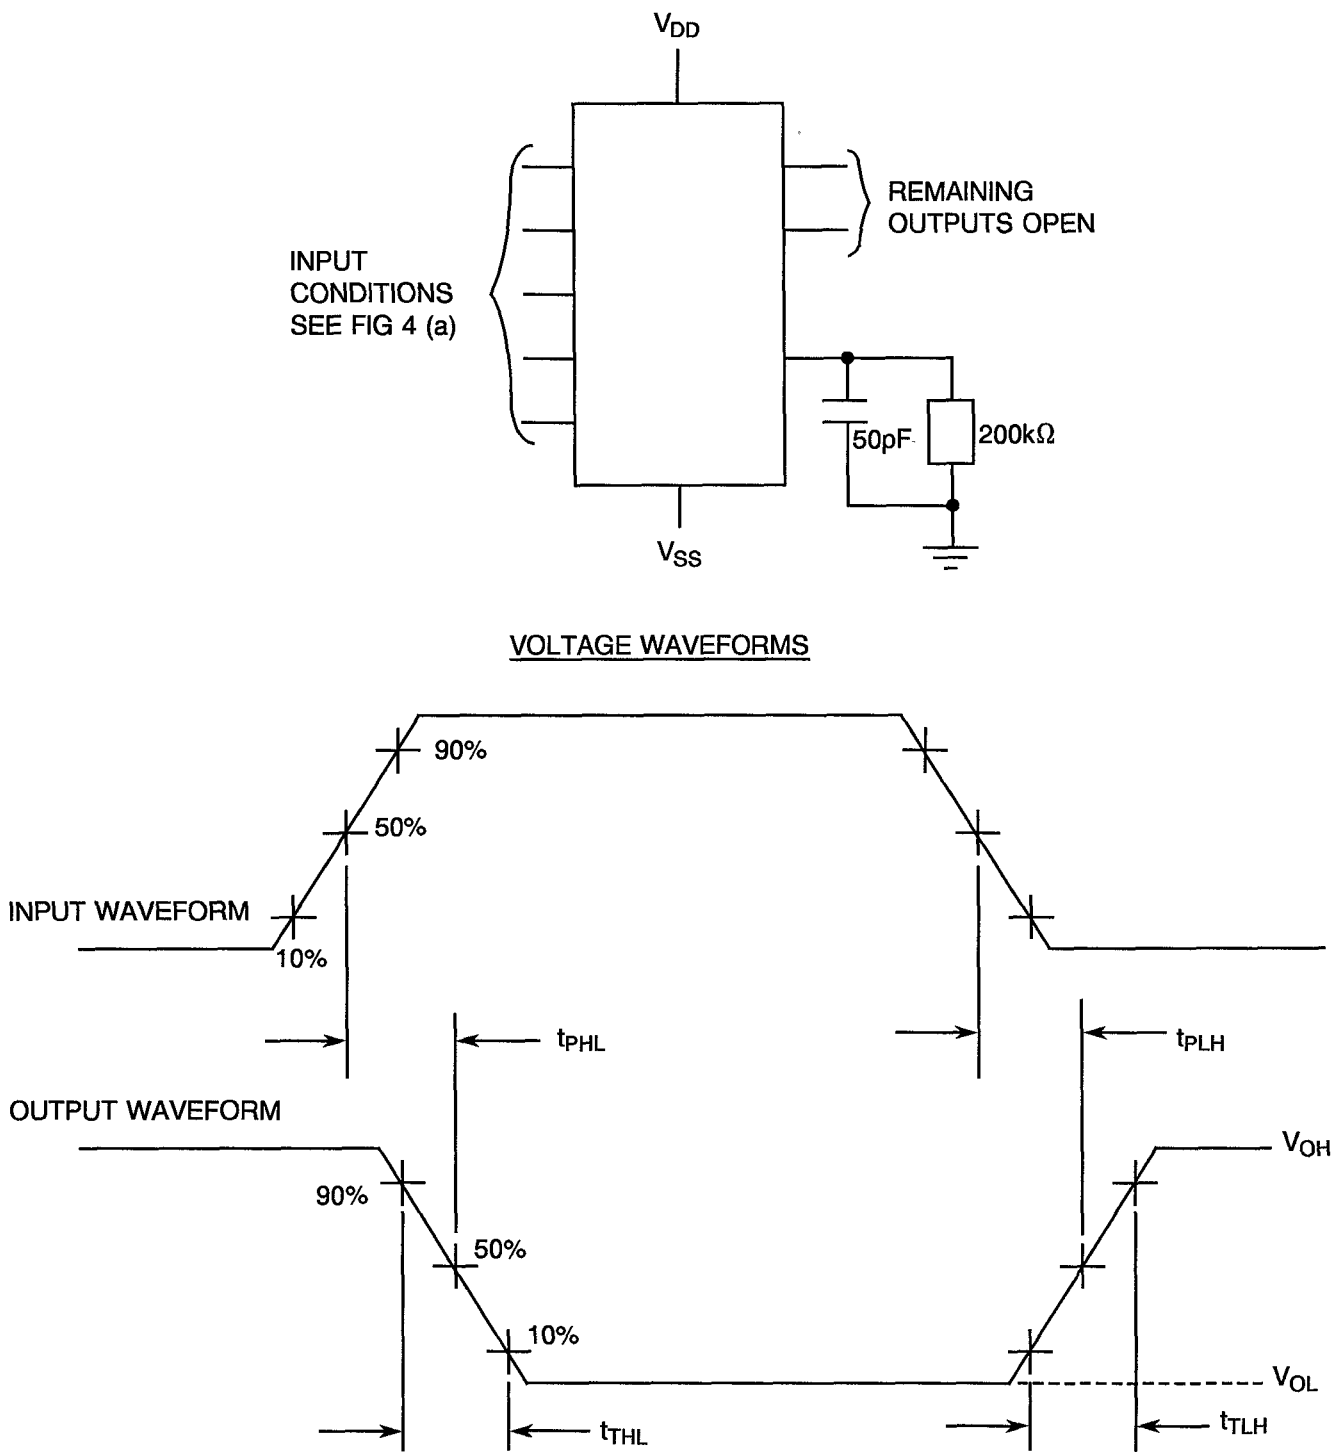 VDD
REMAINING
OUTPUTS OPEN
INPUT
CONDITIONS
SEE FIG 4 (a)
50pF
200kΩ
VSS
VOLTAGE WAVEFORMS
90%
50%
INPUT WAVEFORM
10%
tPHL
tPLH
OUTPUT WAVEFORM
VOH
90%
50%
10%
VOL
tTHL
tTLH